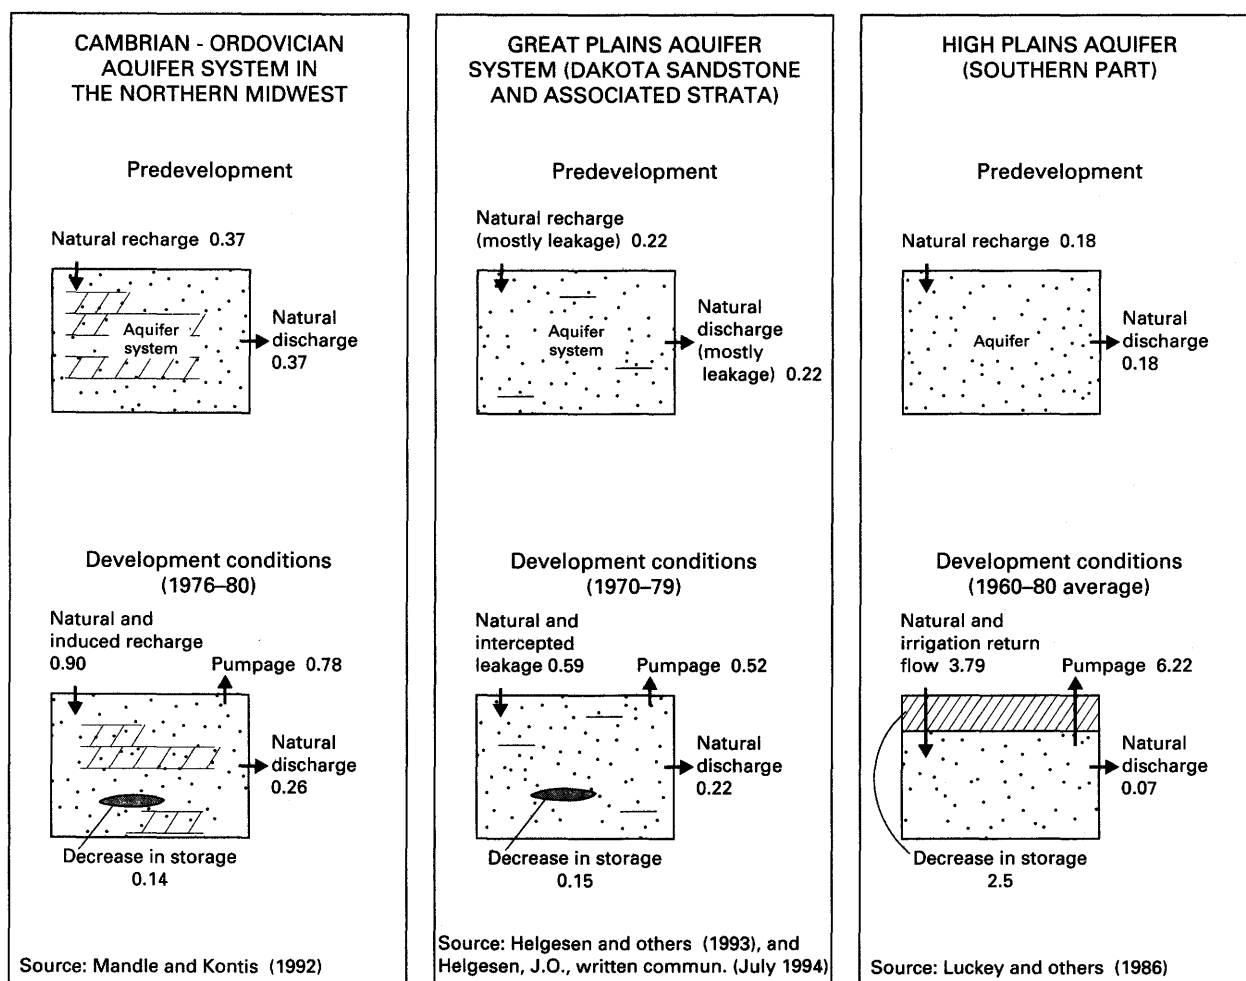 CAMBRIAN - ORDOVICIAN
AQUIFER SYSTEM IN
THE NORTHERN MIDWEST
Predevelopment
Natural recharge 0.37
Aquifer
system
Natural
discharge
0.37
Development conditions
(1976–80)
Natural and
induced recharge
0.90
Pumpage 0.78
Natural
discharge
0.26
Decrease in storage
0.14
Source: Mandle and Kontis (1992)
GREAT PLAINS AQUIFER
SYSTEM (DAKOTA SANDSTONE
AND ASSOCIATED STRATA)
Predevelopment
Natural recharge
(mostly leakage) 0.22
Aquifer
system
Natural
discharge
(mostly
leakage) 0.22
Development conditions
(1970–79)
Natural and
intercepted
leakage 0.59
Pumpage 0.52
Natural
discharge
0.22
Decrease in storage
0.15
Source: Helgesen and others (1993), and
Helgesen, J.O., written commun. (July 1994)
HIGH PLAINS AQUIFER
(SOUTHERN PART)
Predevelopment
Natural recharge 0.18
Aquifer
Natural
discharge
0.18
Development conditions
(1960–80 average)
Natural and
irrigation return
flow 3.79
Pumpage 6.22
Natural
discharge
0.07
Decrease in storage
2.5
Source: Luckey and others (1986)